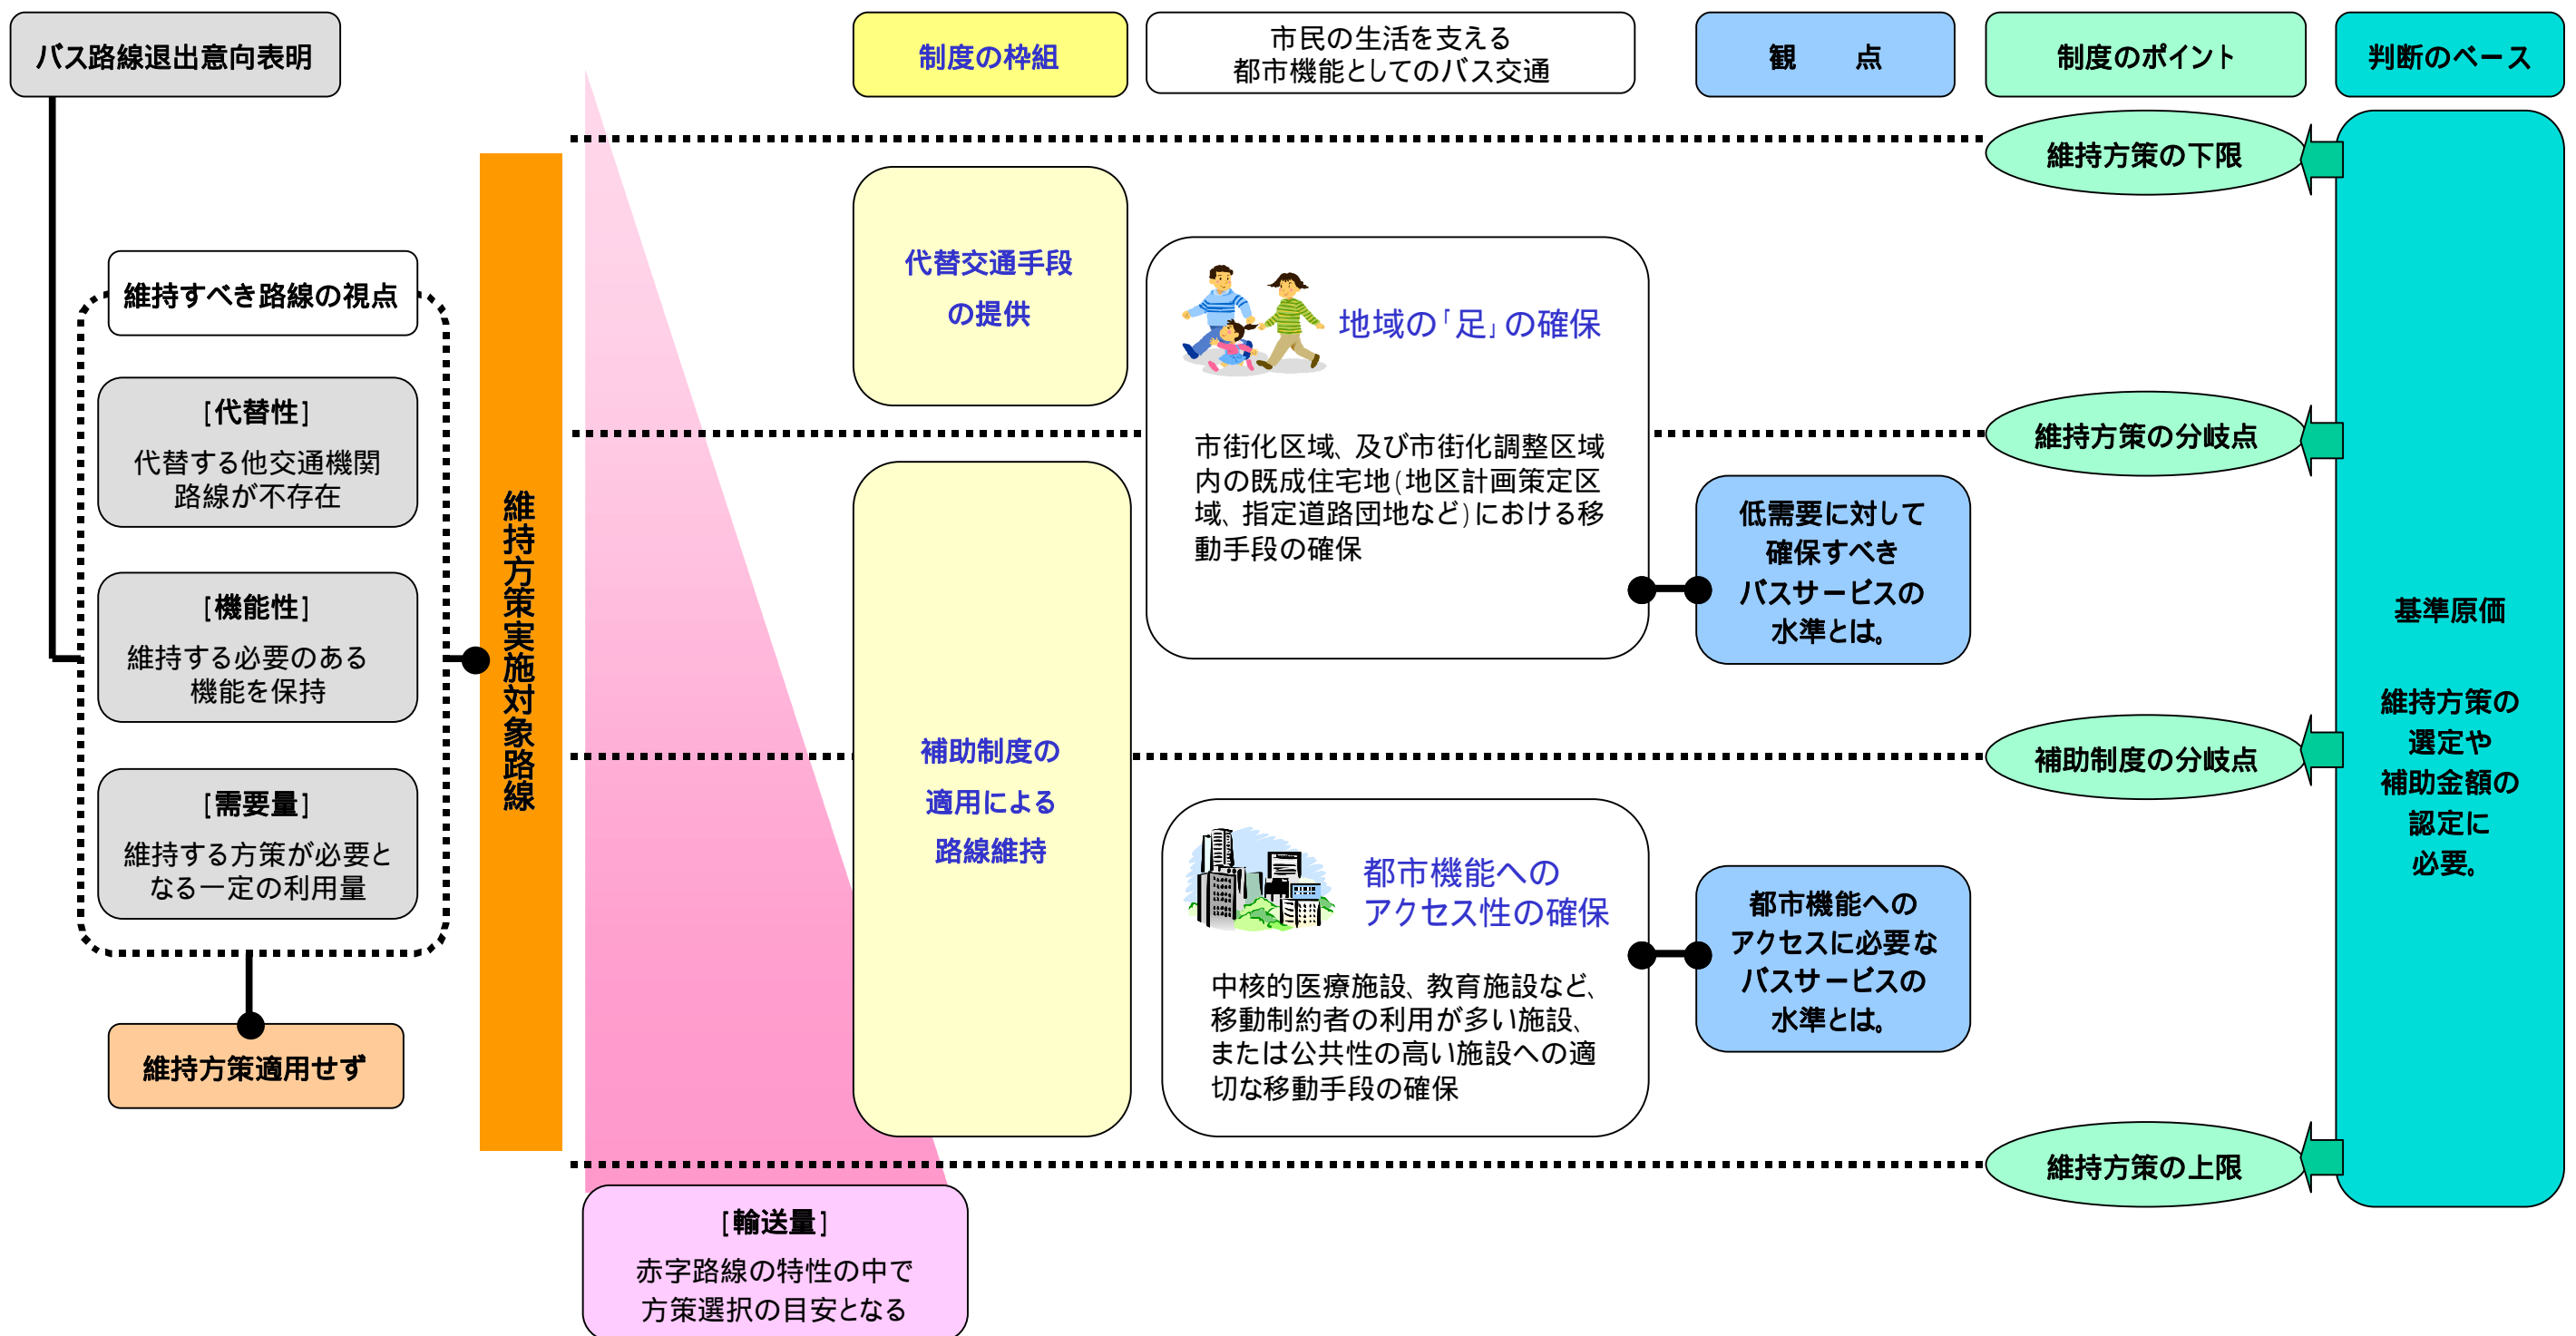 バス路線退出意向表明
制度の枠組
市民の生活を支える
都市機能としてのバス交通
観　点
制度のポイント
判断のベース
維持すべき路線の視点
[代替性]
代替する他交通機関
路線が不存在
[機能性]
維持する必要のある
機能を保持
[需要量]
維持する方策が必要と
なる一定の利用量
維持方策適用せず
維持方策実施対象路線
[輸送量]
赤字路線の特性の中で
方策選択の目安となる
代替交通手段
の提供
補助制度の
適用による
路線維持
地域の「足」の確保
市街化区域、及び市街化調整区域
内の既成住宅地(地区計画策定区
域、指定道路団地など)における移
動手段の確保
都市機能への
アクセス性の確保
中核的医療施設、教育施設など、
移動制約者の利用が多い施設、
または公共性の高い施設への適
切な移動手段の確保
低需要に対して
確保すべき
バスサービスの
水準とは。
都市機能への
アクセスに必要な
バスサービスの
水準とは。
維持方策の下限
維持方策の分岐点
補助制度の分岐点
維持方策の上限
基準原価
維持方策の
選定や
補助金額の
認定に
必要。